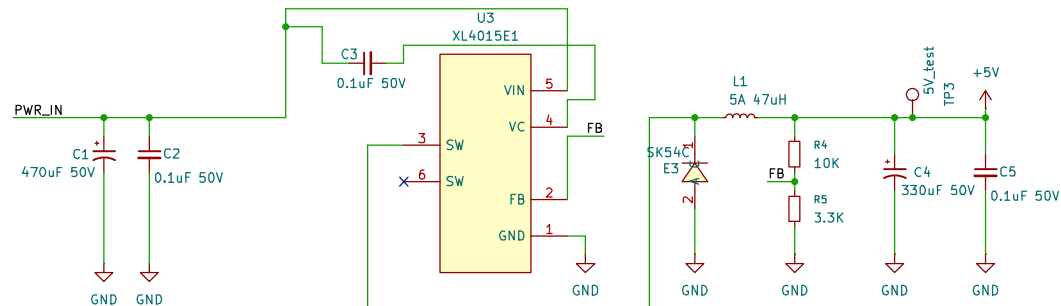 U3
XL4015E1
C3
0.1uF 50V
PWR_IN
C1
470uF 50V
C2
0.1uF 50V
VIN
5
VC
4
FB
3
SW
6
SW
FB
2
GND
1
GND
GND
GND
L1
5A 47uH
5V_test
TP3
+5V
SK54C
E3
1
2
R4
10K
FB
R5
3.3K
C4
330uF 50V
C5
0.1uF 50V
GND
GND
GND
GND